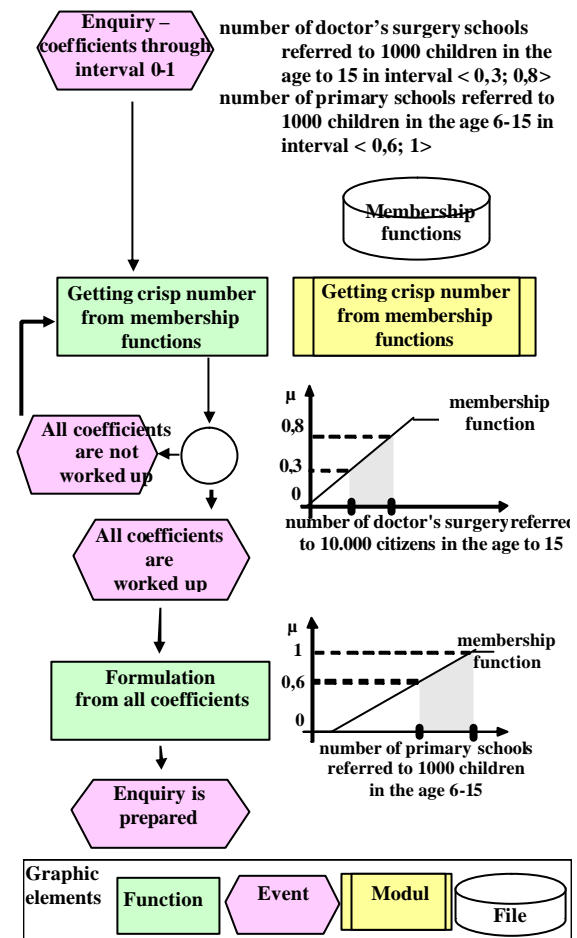 Enquiry –
coefficients through
interval 0-1
number of doctor’s surgery schools
referred to 1000 children in the
age to 15 in interval < 0,3; 0,8>
number of primary schools referred to
1000 children in the age 6-15 in
interval < 0,6; 1>
Membership
functions
Getting crisp number
from membership
functions
Getting crisp number
from membership
functions
All coefficients
are not
worked up
μ
0,8
0,3
0
membership
function
number of doctor's surgery referred
to 10.000 citizens in the age to 15
All coefficients
are
worked up
μ
1
0,6
0
membership
function
number of primary schools
referred to 1000 children
in the age 6-15
Formulation
from all coefficients
Enquiry is
prepared
Graphic
elements
Function
Event
Modul
File